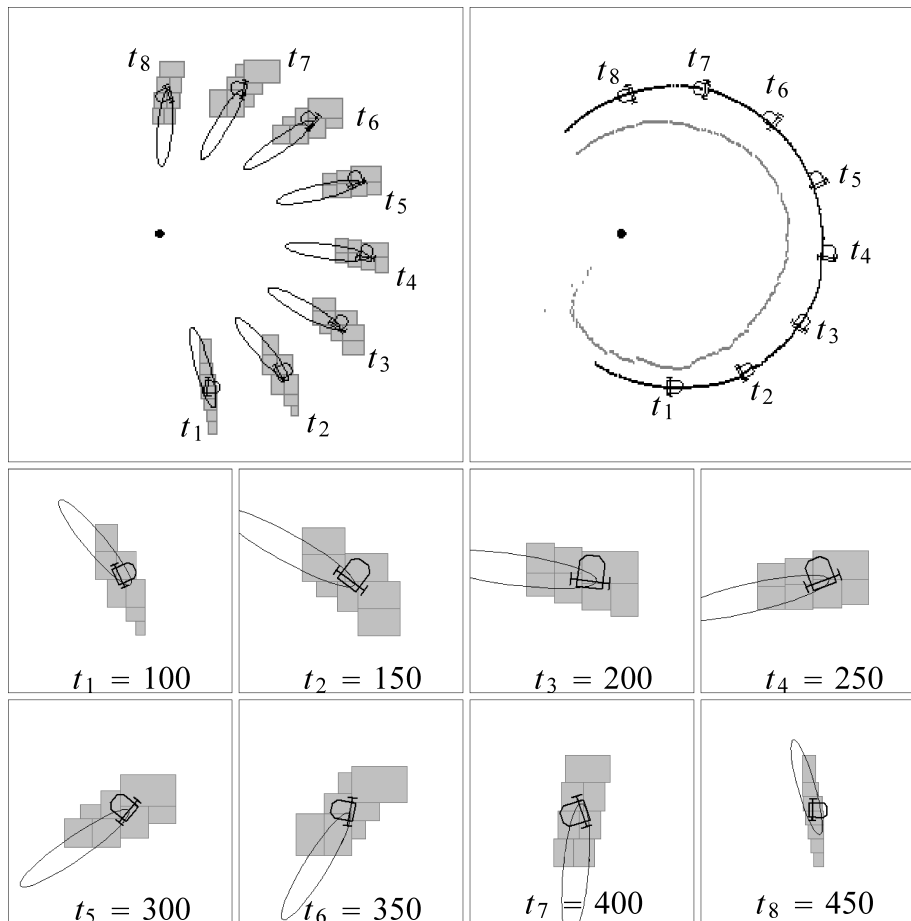 t8 t7
t6
t5
t4
t3
t2
t1
t7
t8
t6
t5
t4
t3
t2
t1
t1 = 100
t2 = 150
t3 = 200
t4 = 250
t5 = 300
t6 = 350
t7 = 400
t8 = 450